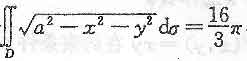 ∬_D √(a² − x² − y²) dσ = 16/3 π